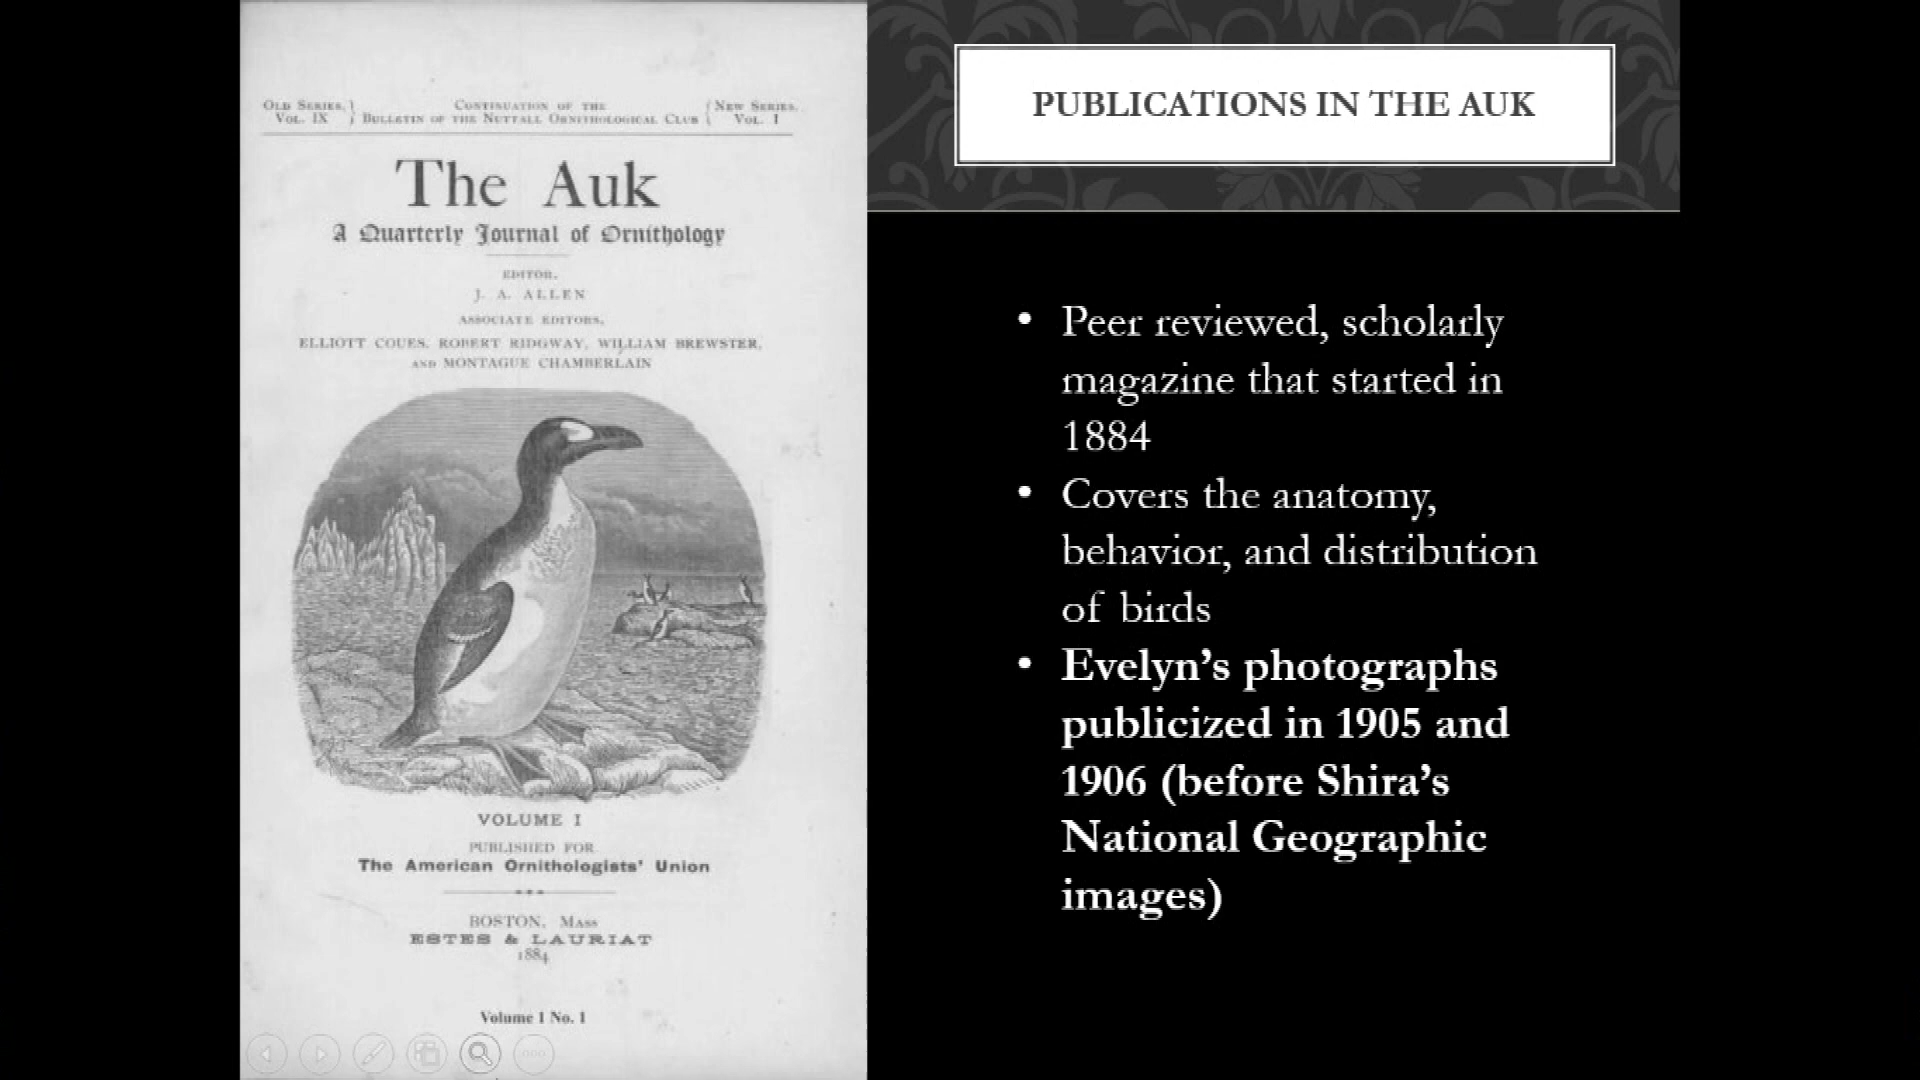 OLD SERIES, VOL. IX } CONTINUATION OF THE BULLETIN OF THE NUTTALL ORNITHOLOGICAL CLUB { NEW SERIES, VOL. I
The Auk
A Quarterly Journal of Ornithology
EDITOR,
J. A. ALLEN
ASSOCIATE EDITORS,
ELLIOTT COUES, ROBERT RIDGWAY, WILLIAM BREWSTER,
AND MONTAGUE CHAMBERLAIN
VOLUME I
PUBLISHED FOR
The American Ornithologists' Union
BOSTON, MASS
ESTES & LAURIAT
1884
Volume 1 No. 1
PUBLICATIONS IN THE AUK
• Peer reviewed, scholarly
magazine that started in
1884
• Covers the anatomy,
behavior, and distribution
of birds
• Evelyn's photographs
publicized in 1905 and
1906 (before Shira's
National Geographic
images)